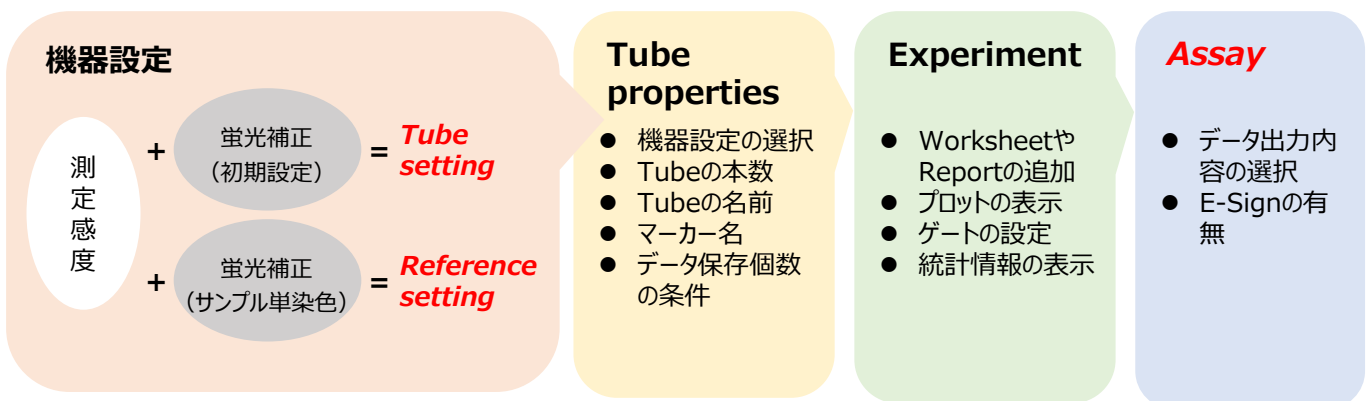 機器設定
測
定
感
度
+
蛍光補正
（初期設定）
=
Tube
setting
+
蛍光補正
（サンプル単染色）
=
Reference
setting
Tube
properties
● 機器設定の選択
● Tubeの本数
● Tubeの名前
● マーカー名
● データ保存個数
の条件
Experiment
● Worksheetや
Reportの追加
● プロットの表示
● ゲートの設定
● 統計情報の表示
Assay
● データ出力内
容の選択
● E-Signの有
無